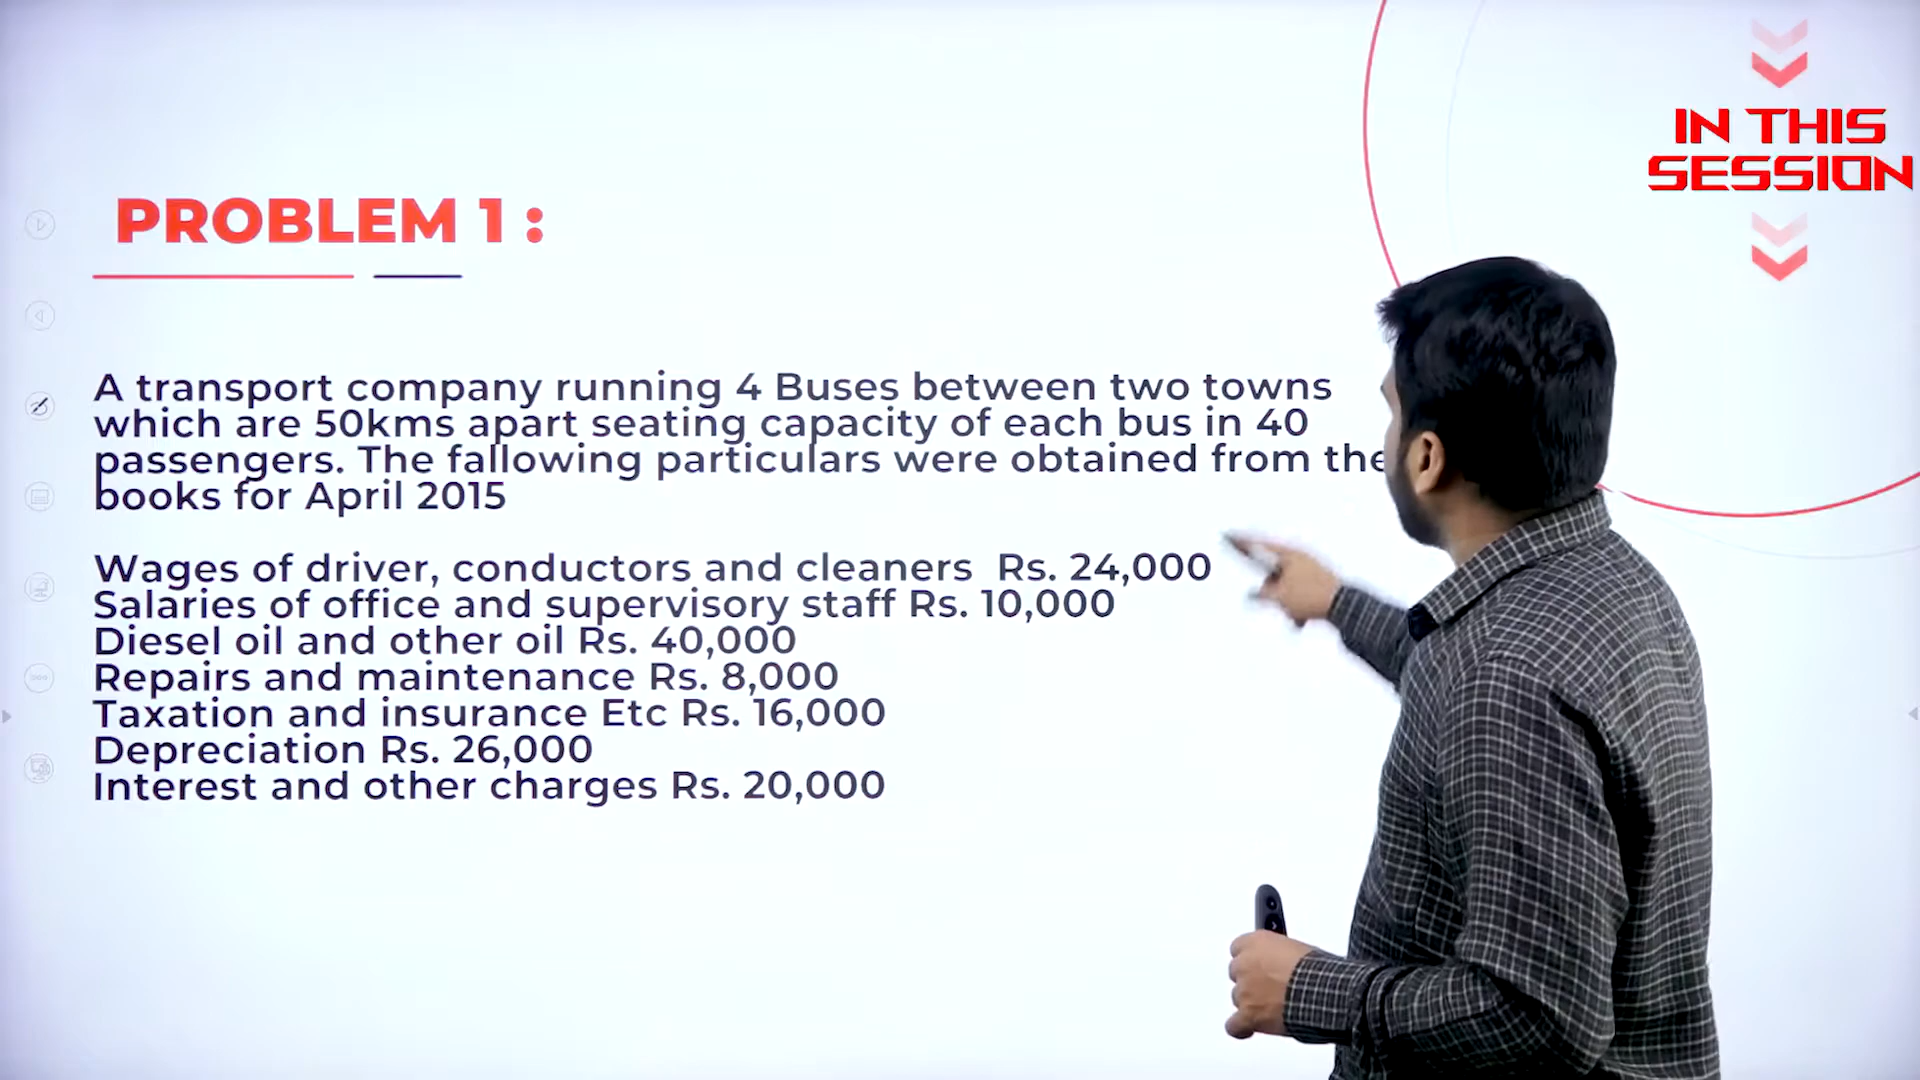 IN THIS
SESSION
PROBLEM 1 :
A transport company running 4 Buses between two towns
which are 50kms apart seating capacity of each bus in 40
passengers. The fallowing particulars were obtained from the
books for April 2015
Wages of driver, conductors and cleaners Rs. 24,000
Salaries of office and supervisory staff Rs. 10,000
Diesel oil and other oil Rs. 40,000
Repairs and maintenance Rs. 8,000
Taxation and insurance Etc Rs. 16,000
Depreciation Rs. 26,000
Interest and other charges Rs. 20,000